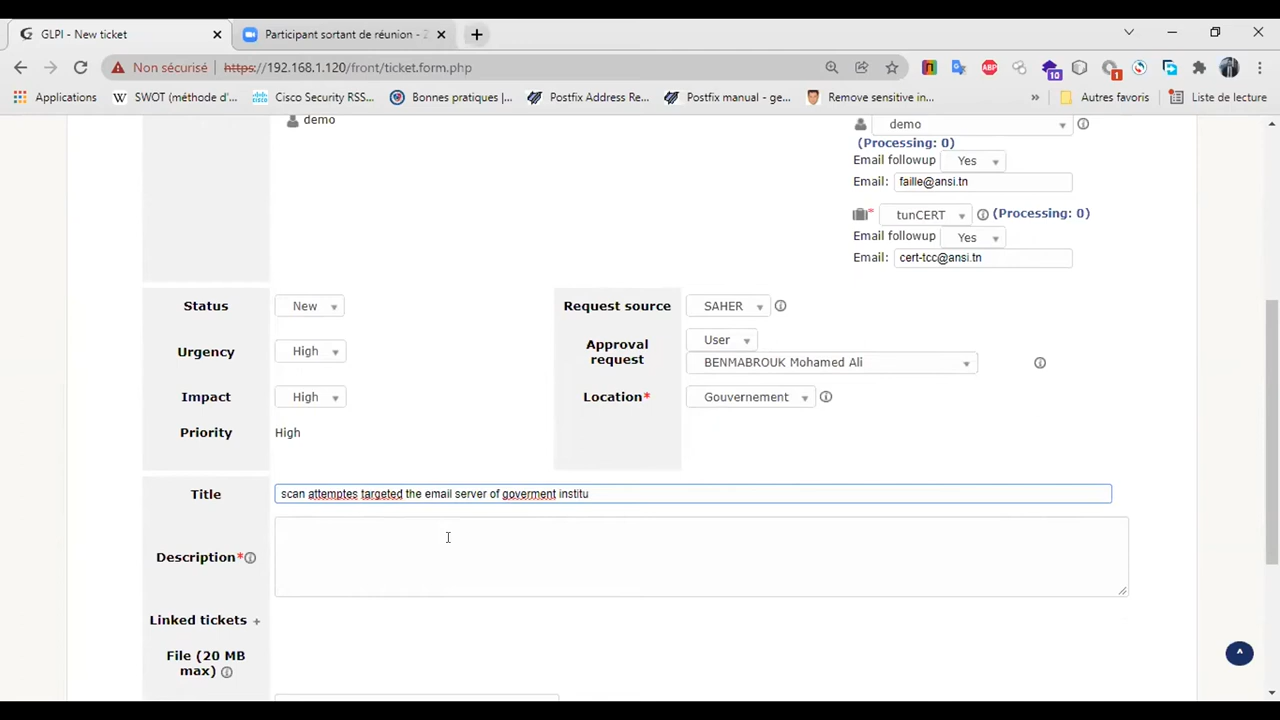 GLPI - New ticket
Participant sortant de réunion - Z
Non sécurisé https://192.168.1.120/front/ticket.form.php
ABP
10
1
Applications
W SWOT (méthode d'...
Cisco Security RSS...
Bonnes pratiques |...
Postfix Address Re...
Postfix manual - ge...
Remove sensitive in...
»
Autres favoris
Liste de lecture
demo
demo
(Processing: 0)
Email followup Yes
Email: faille@ansi.tn
* tunCERT (Processing: 0)
Email followup Yes
Email: cert-tcc@ansi.tn
Status New
Request source SAHER
Urgency High
Approval request User
BENMABROUK Mohamed Ali
Impact High
Location* Gouvernement
Priority High
Title scan attemptes targeted the email server of goverment institu
Description*
Linked tickets +
File (20 MB
max)